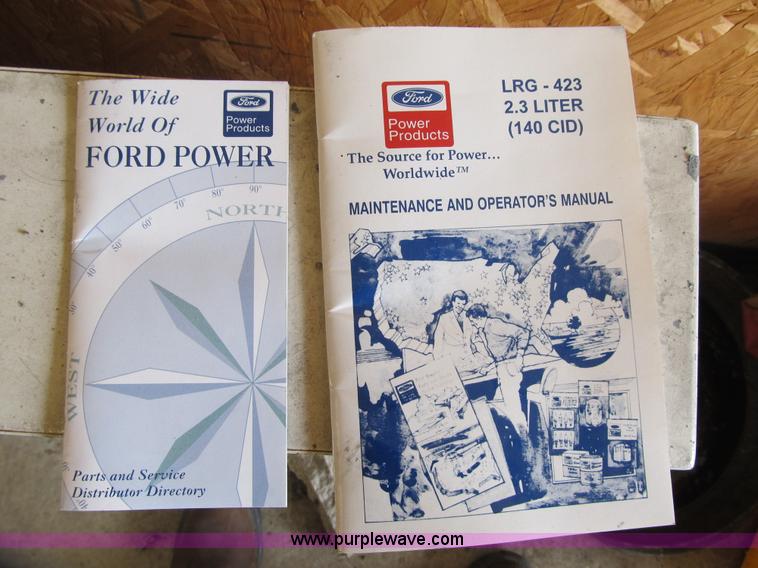 The Wide
World Of
FORD POWER
Ford
Power
Products
90°
80°
70°
60°
50°
40°
30°
NORTH
WEST
Parts and Service
Distributor Directory
Ford
Power
Products
LRG - 423
2.3 LITER
(140 CID)
The Source for Power...
Worldwide™
MAINTENANCE AND OPERATOR'S MANUAL
www.purplewave.com